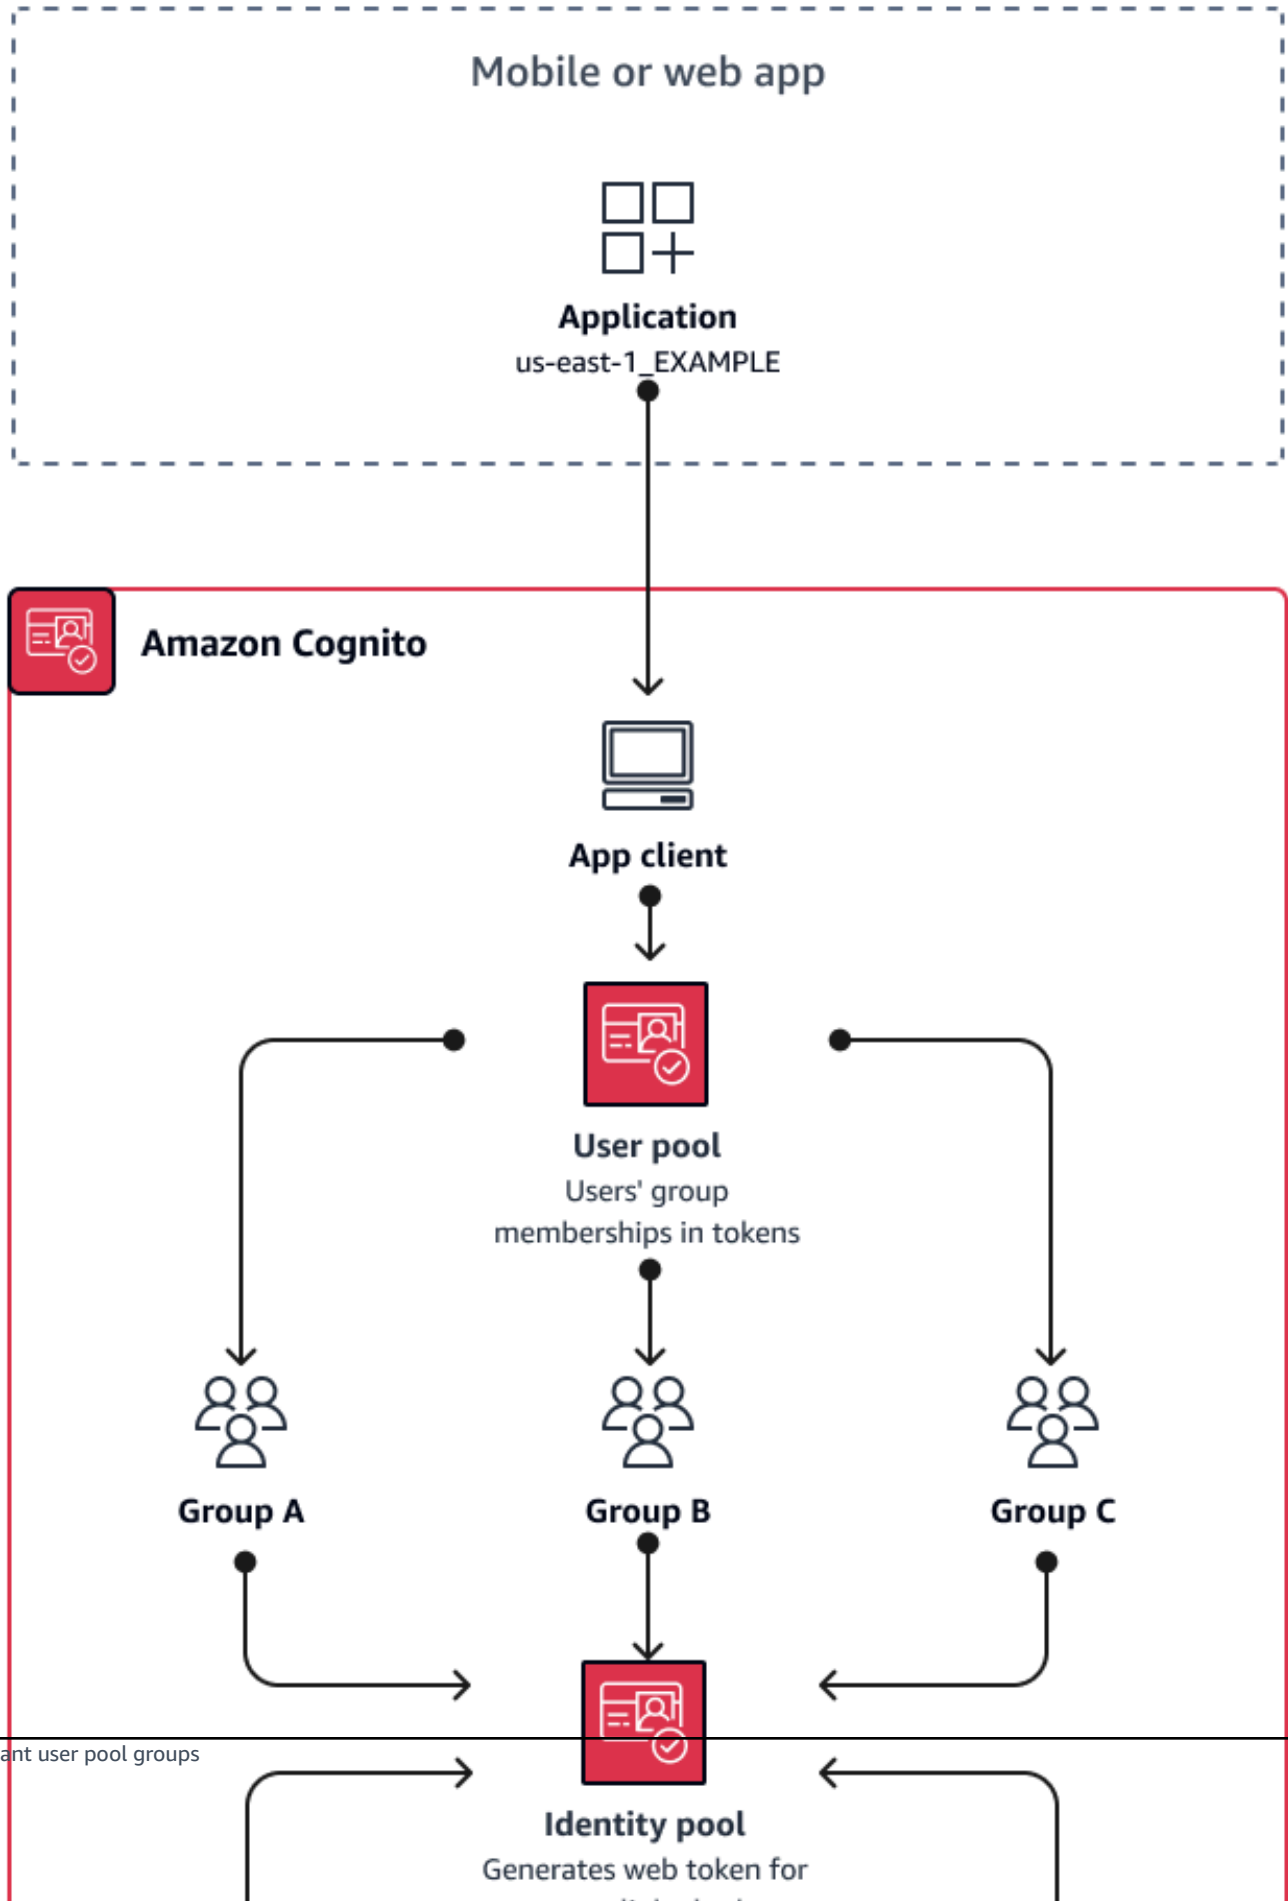 Mobile or web app
Application
us-east-1_EXAMPLE
Amazon Cognito
App client
User pool
Users' group
memberships in tokens
Group A
Group B
Group C
ant user pool groups
Identity pool
Generates web token for